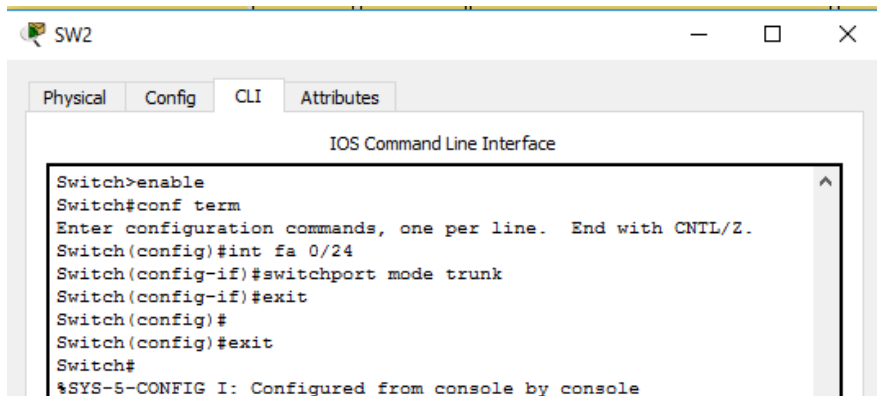 SW2
Physical Config CLI Attributes
IOS Command Line Interface
Switch>enable
Switch#conf term
Enter configuration commands, one per line.  End with CNTL/Z.
Switch(config)#int fa 0/24
Switch(config-if)#switchport mode trunk
Switch(config-if)#exit
Switch(config)#
Switch(config)#exit
Switch#
%SYS-5-CONFIG I: Configured from console by console